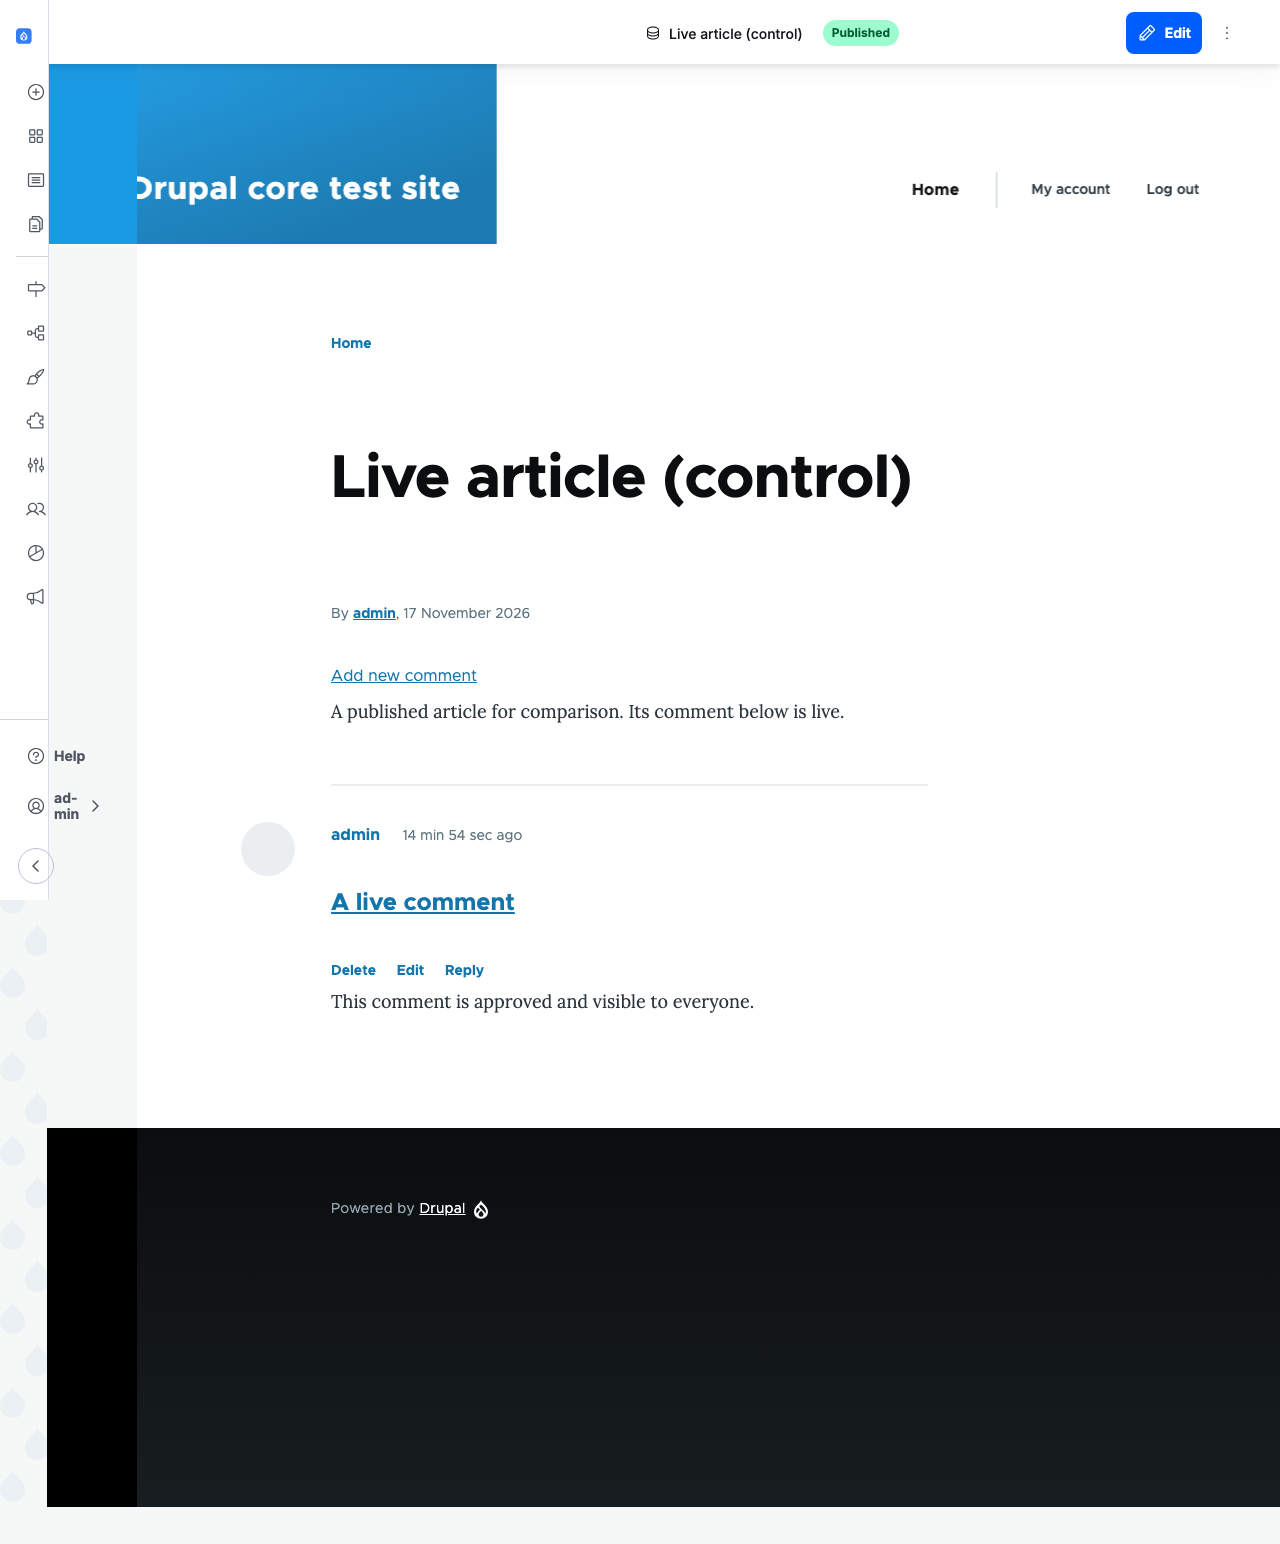 Live article (control) Published Edit
Drupal core test site
Home My account Log out
Home
Live article (control)
By admin, 17 November 2026
Add new comment
A published article for comparison. Its comment below is live.
Help
ad-
min
admin 14 min 54 sec ago
A live comment
Delete Edit Reply
This comment is approved and visible to everyone.
Powered by Drupal